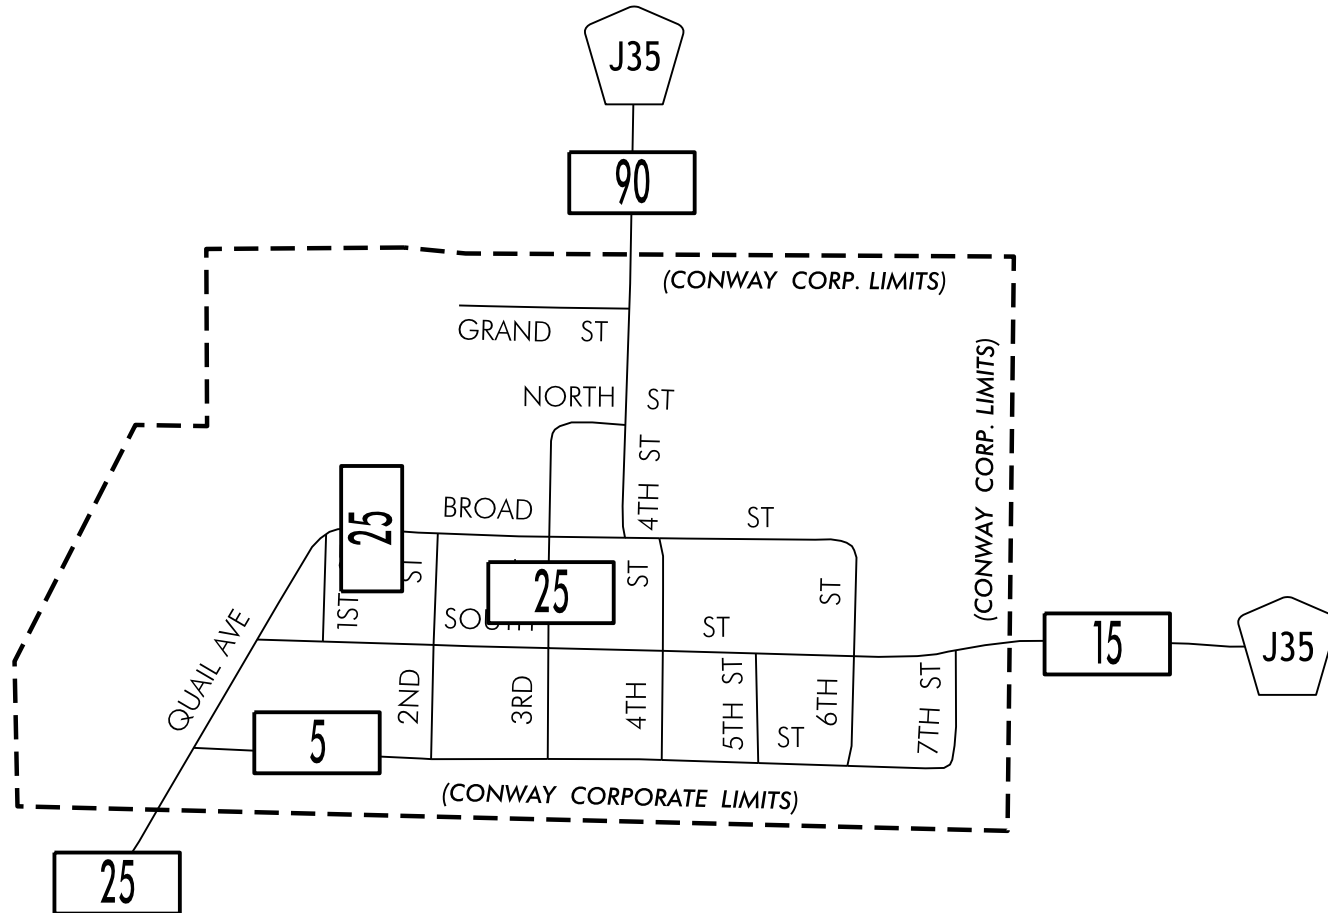 J35
90
(CONWAY CORP. LIMITS)
GRAND ST
NORTH ST
(CONWAY CORP. LIMITS)
4TH ST
BROAD ST
25
ST
25
ST
ST
1ST
ST
QUAIL AVE
15
J35
2ND
3RD
4TH
5TH ST
6TH
7TH ST
5
ST
(CONWAY CORPORATE LIMITS)
25